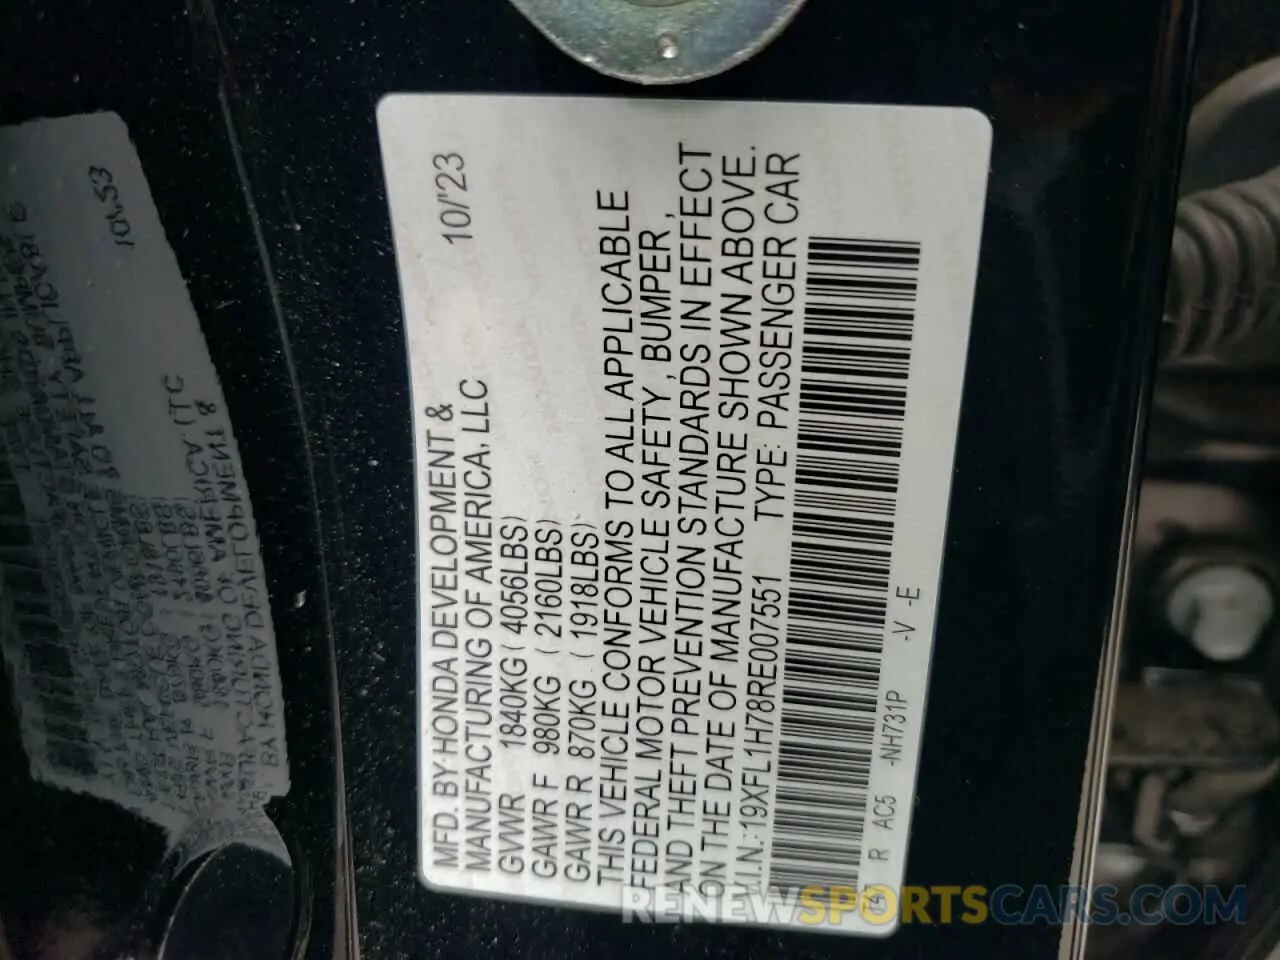 MFD. BY HONDA DEVELOPMENT &
MANUFACTURING OF AMERICA, LLC 10/'23
GVWR 1840KG ( 4056LBS)
GAWR F 980KG ( 2160LBS)
GAWR R 870KG ( 1918LBS)
THIS VEHICLE CONFORMS TO ALL APPLICABLE
FEDERAL MOTOR VEHICLE SAFETY , BUMPER ,
AND THEFT PREVENTION STANDARDS IN EFFECT
ON THE DATE OF MANUFACTURE SHOWN ABOVE.
V.I.N.:19XFL1H78RE007551 TYPE: PASSENGER CAR
R AC5 -NH731P -V -E
RENEWSPORTSCARS.COM